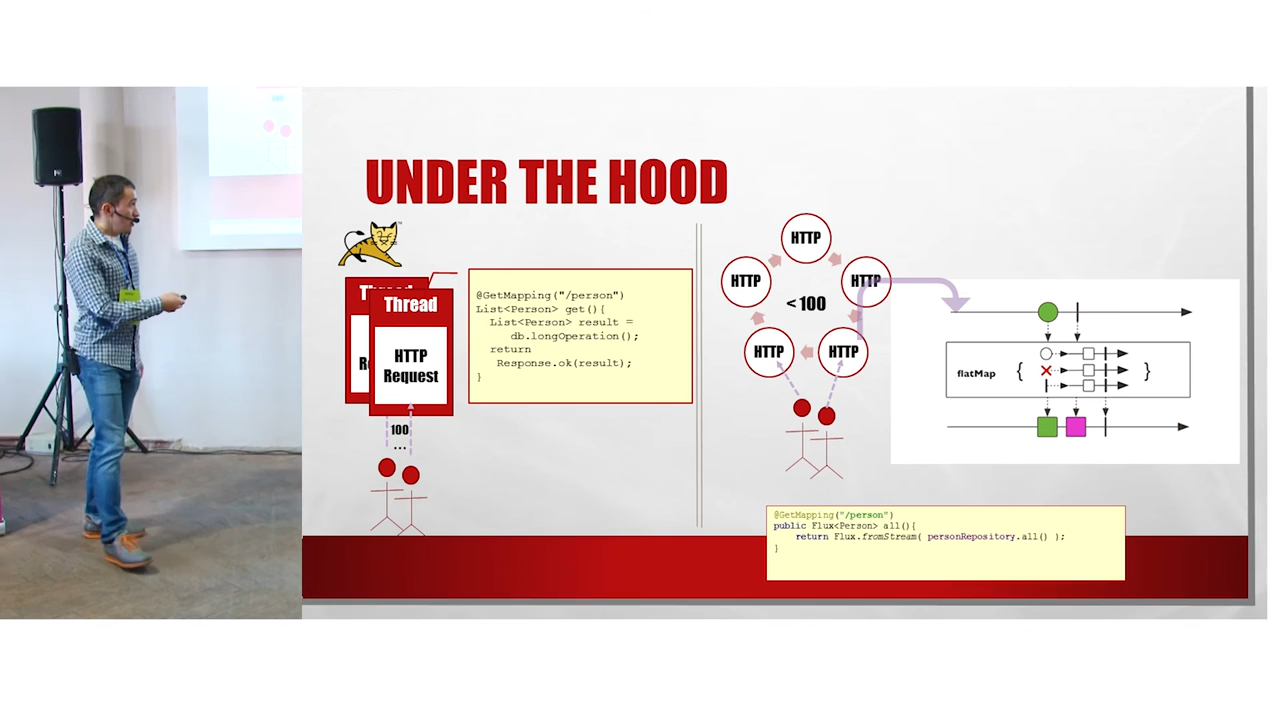 UNDER THE HOOD
Thread
HTTP
Request
100
...
@GetMapping("/person")
List<Person> get(){
List<Person> result =
db.longOperation();
return
Response.ok(result);
}
HTTP
HTTP
HTTP
< 100
HTTP
HTTP
flatMap
{
}
@GetMapping("/person")
public Flux<Person> all(){
return Flux.fromStream( personRepository.all() );
}